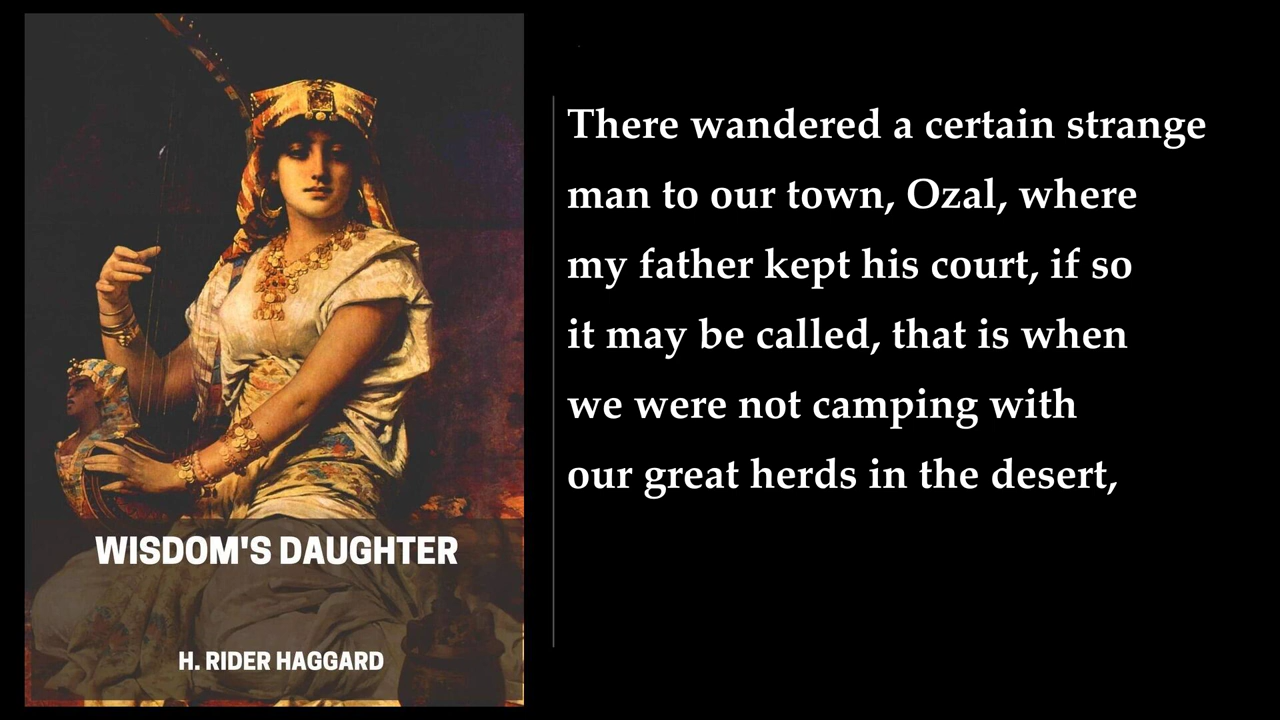 There wandered a certain strange
man to our town, Ozal, where
my father kept his court, if so
it may be called, that is when
we were not camping with
our great herds in the desert,
WISDOM'S DAUGHTER
H. RIDER HAGGARD